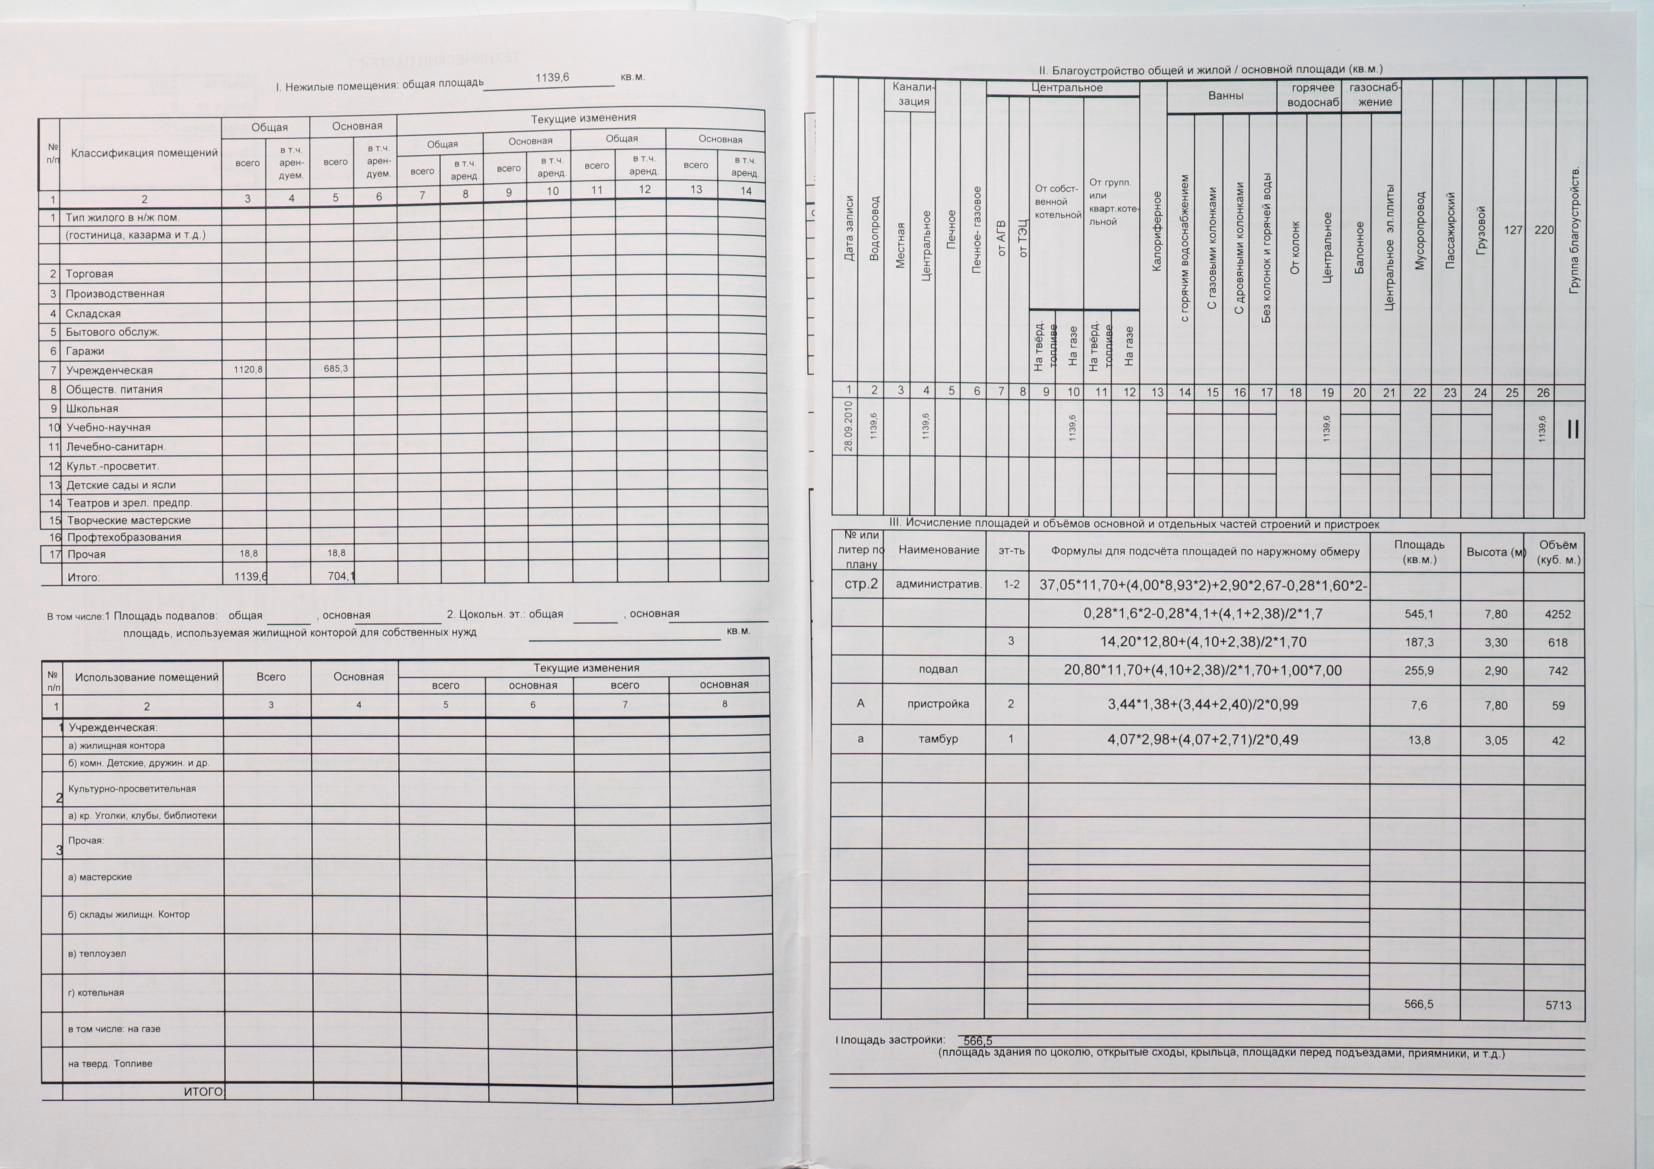 I. Нежилые помещения: общая площадь 1139,6 кв.м.
№ п/п Классификация помещений Общая Основная Текущие изменения
Общая Основная Общая Основная
всего в т.ч. арен-дуем. всего в т.ч. арен-дуем. всего в т.ч. аренд. всего в т.ч. аренд. всего в т.ч. аренд. всего в т.ч. аренд.
1 2 3 4 5 6 7 8 9 10 11 12 13 14
1 Тип жилого в н/ж пом.
(гостиница, казарма и т.д.)
2 Торговая
3 Производственная
4 Складская
5 Бытового обслуж.
6 Гаражи
7 Учрежденческая 1120,8 685,3
8 Обществ. питания
9 Школьная
10 Учебно-научная
11 Лечебно-санитарн.
12 Культ.-просветит.
13 Детские сады и ясли
14 Театров и зрел. предпр.
15 Творческие мастерские
16 Профтехобразования
17 Прочая 18,8 18,8
Итого: 1139,6 704,1
В том числе:1 Площадь подвалов: общая , основная 2. Цокольн. эт.: общая , основная
площадь, используемая жилищной конторой для собственных нужд кв.м.
№ п/п Использование помещений Всего Основная Текущие изменения
всего основная всего основная
1 2 3 4 5 6 7 8
1 Учрежденческая:
а) жилищная контора
б) комн. Детские, дружин. и др.
2 Культурно-просветительная
а) кр. Уголки, клубы, библиотеки
3 Прочая:
а) мастерские
б) склады жилищн. Контор
в) теплоузел
г) котельная
в том числе: на газе
на тверд. Топливе
ИТОГО
II. Благоустройство общей и жилой / основной площади (кв.м.)
Дата записи
Водопровод
Канали-
зация
Местная
Центральное
Печное
Печное- газовое
Центральное
от АГВ
от ТЭЦ
От собст-
венной
котельной
На твёрд. топливе
На газе
От групп.
или
кварт.коте-
льной
На твёрд. топливе
На газе
Калориферное
Ванны
с горячим водоснабжением
С газовыми колонками
С дровяными колонками
Без колонок и горячей воды
горячее
водоснаб
От колонк
Центральное
газоснаб-
жение
Балонное
Центральное эл.плиты
Мусоропровод
Пассажирский
Грузовой
127
220
Группа благоустройств.
1 2 3 4 5 6 7 8 9 10 11 12 13 14 15 16 17 18 19 20 21 22 23 24 25 26
28.09.2010 1139,6 1139,6 1139,6 1139,6 1139,6 II
III. Исчисление площадей и объёмов основной и отдельных частей строений и пристроек
№ или литер по плану Наименование эт-ть Формулы для подсчёта площадей по наружному обмеру Площадь (кв.м.) Высота (м) Объём (куб. м.)
стр.2 административ. 1-2 37,05*11,70+(4,00*8,93*2)+2,90*2,67-0,28*1,60*2-
0,28*1,6*2-0,28*4,1+(4,1+2,38)/2*1,7 545,1 7,80 4252
3 14,20*12,80+(4,10+2,38)/2*1,70 187,3 3,30 618
подвал 20,80*11,70+(4,10+2,38)/2*1,70+1,00*7,00 255,9 2,90 742
А пристройка 2 3,44*1,38+(3,44+2,40)/2*0,99 7,6 7,80 59
а тамбур 1 4,07*2,98+(4,07+2,71)/2*0,49 13,8 3,05 42
566,5 5713
Площадь застройки: 566,5
(площадь здания по цоколю, открытые сходы, крыльца, площадки перед подъездами, приямники, и т.д.)